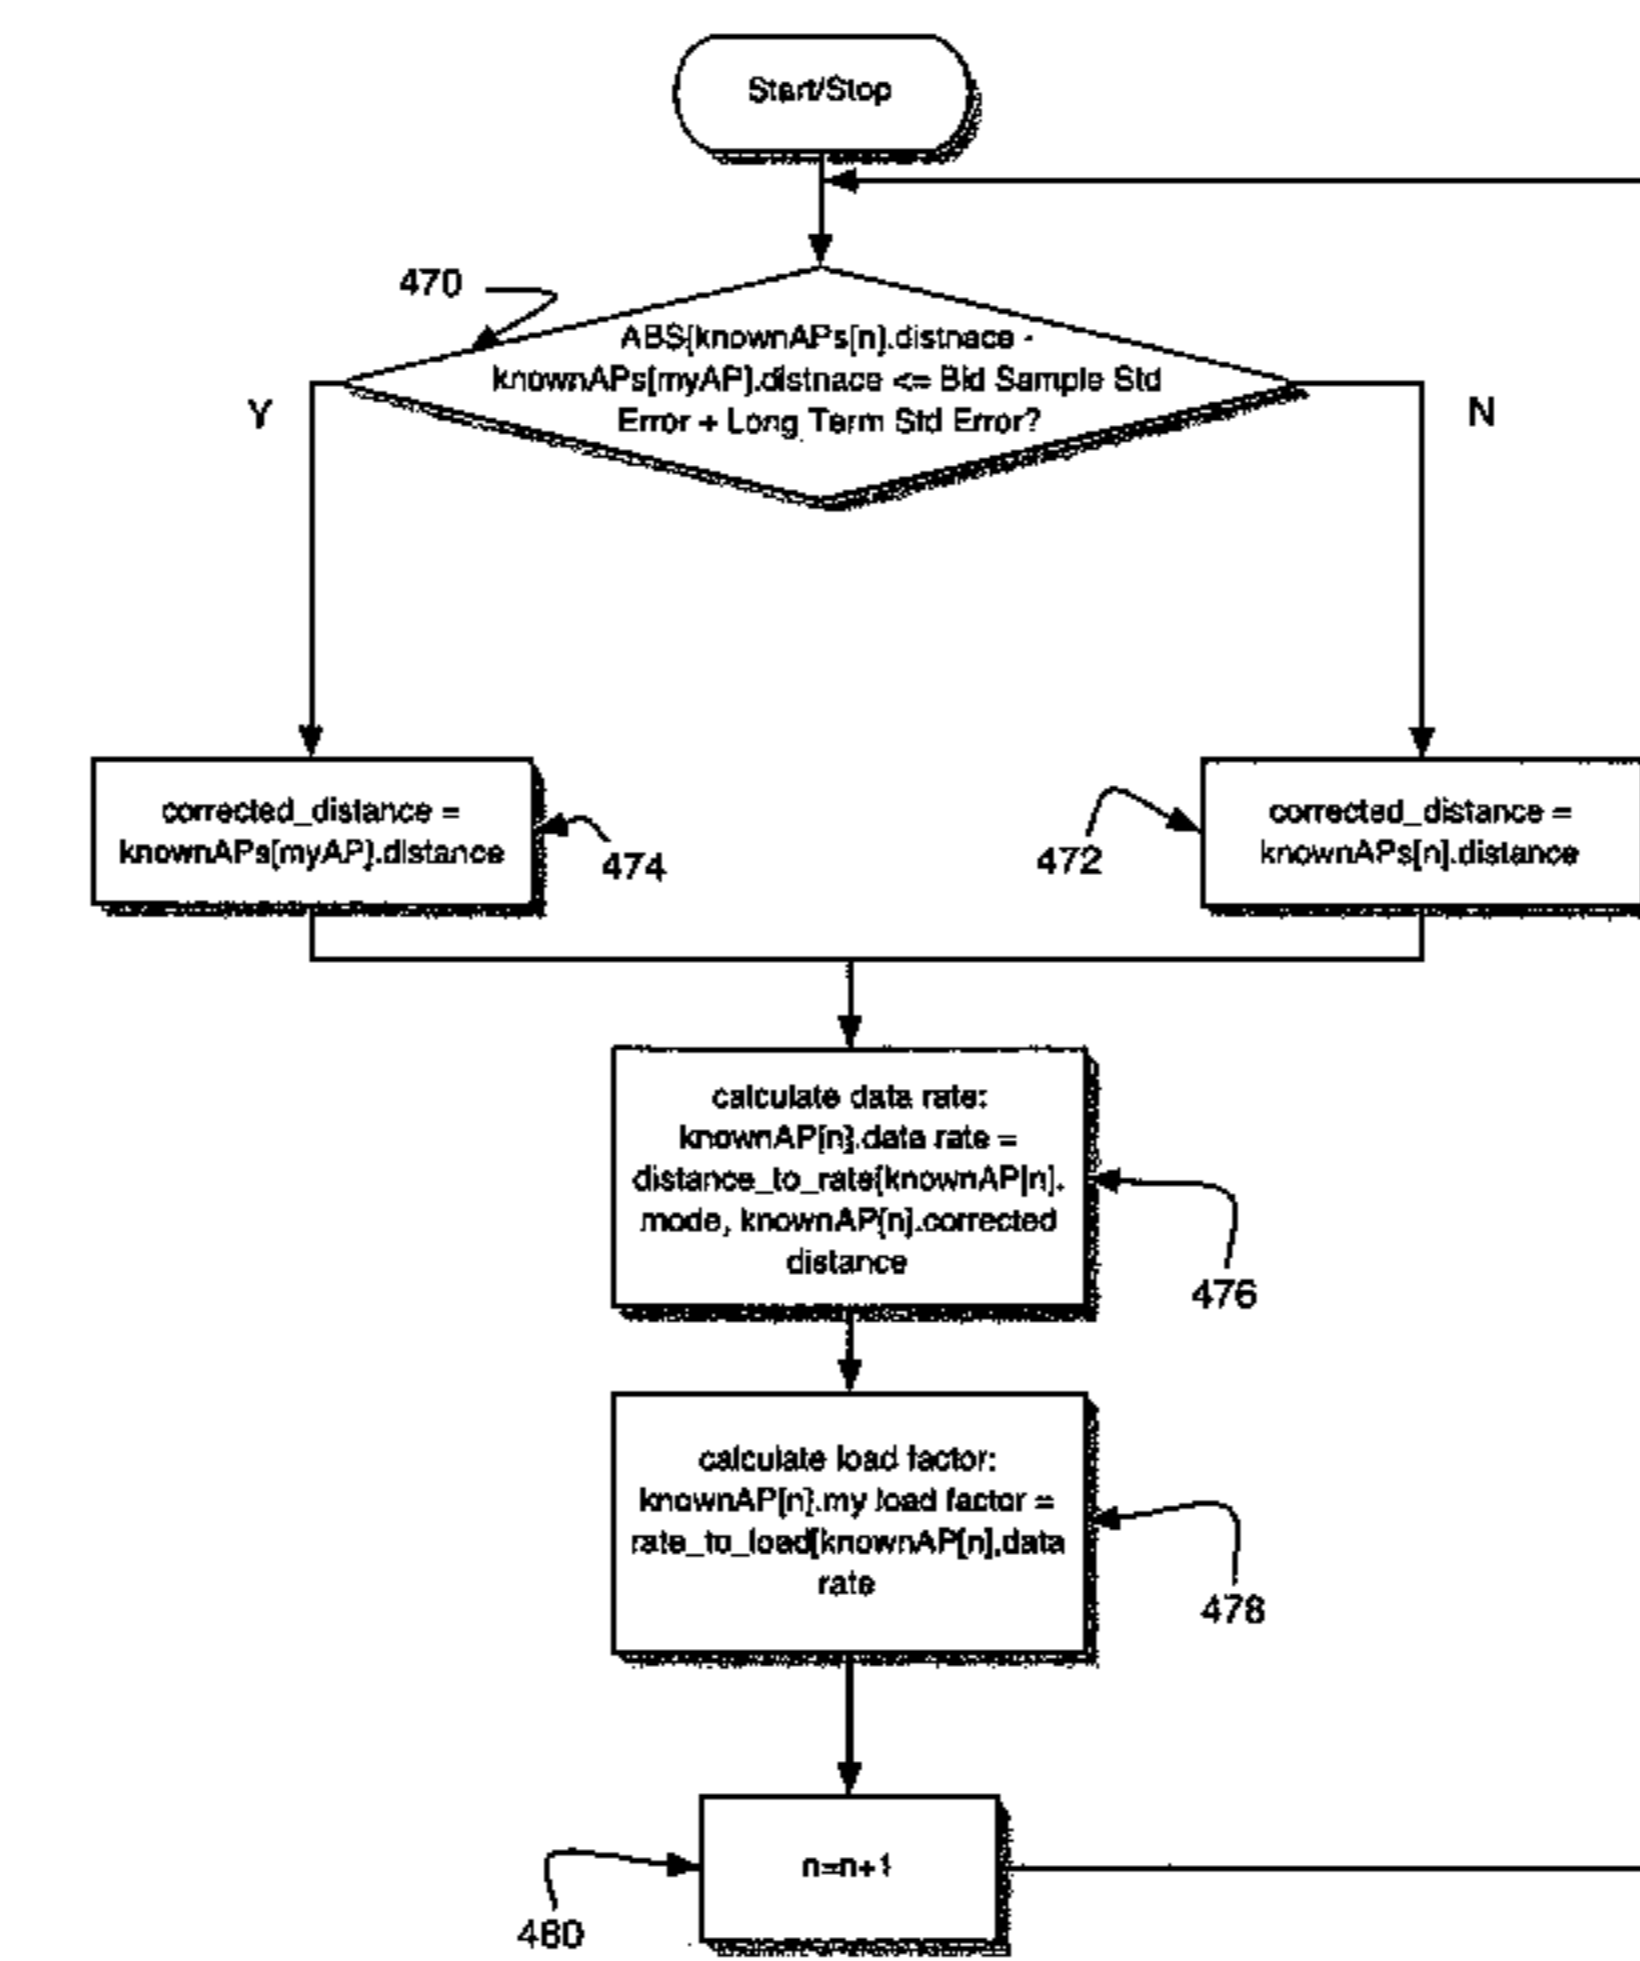 Start/Stop
470
ABS[knownAPs[n].distnace -
knownAPs[myAP].distnace <= Bid Sample Std
Error + Long Term Std Error?
Y
N
corrected_distance =
knownAPs[myAP].distance
474
472
corrected_distance =
knownAPs[n].distance
calculate data rate:
knownAP[n].data rate =
distance_to_rate[knownAP[n].
mode, knownAP[n].corrected
distance
476
calculate load factor:
knownAP[n].my load factor =
rate_to_load[knownAP[n].data
rate
478
n=n+1
480